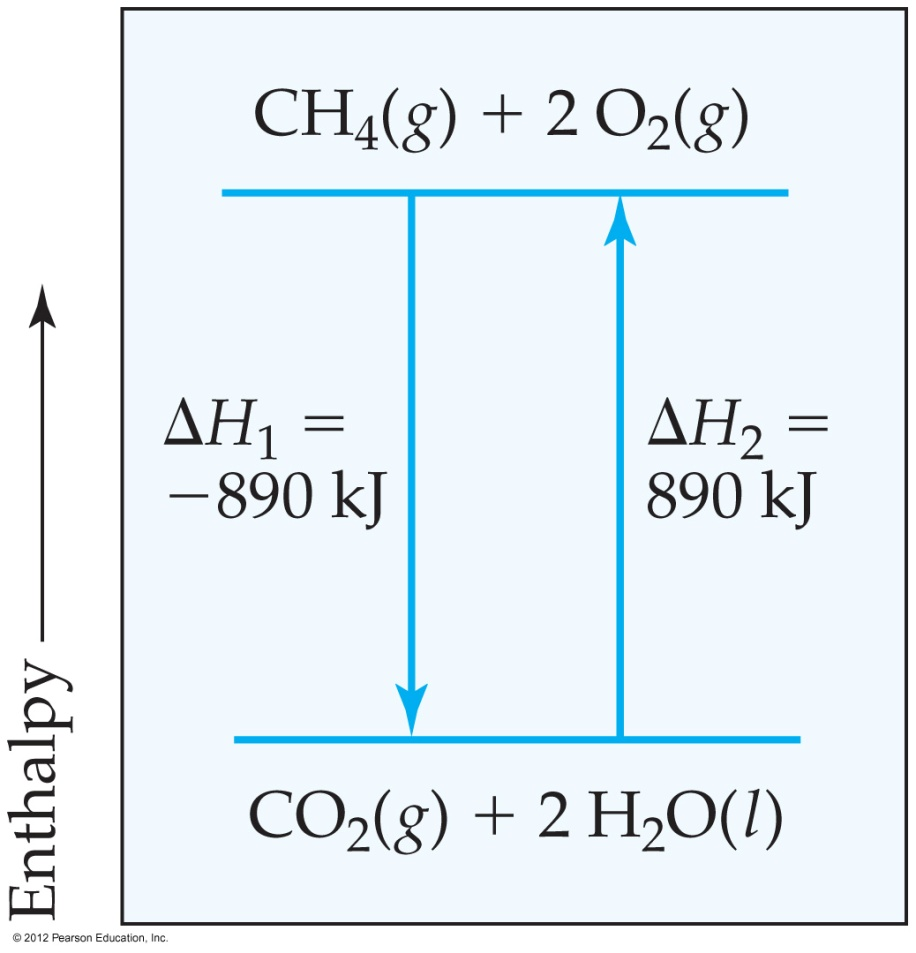 CH₄(g) + 2 O₂(g)
ΔH₁ =
−890 kJ
ΔH₂ =
890 kJ
CO₂(g) + 2 H₂O(l)
Enthalpy
© 2012 Pearson Education, Inc.